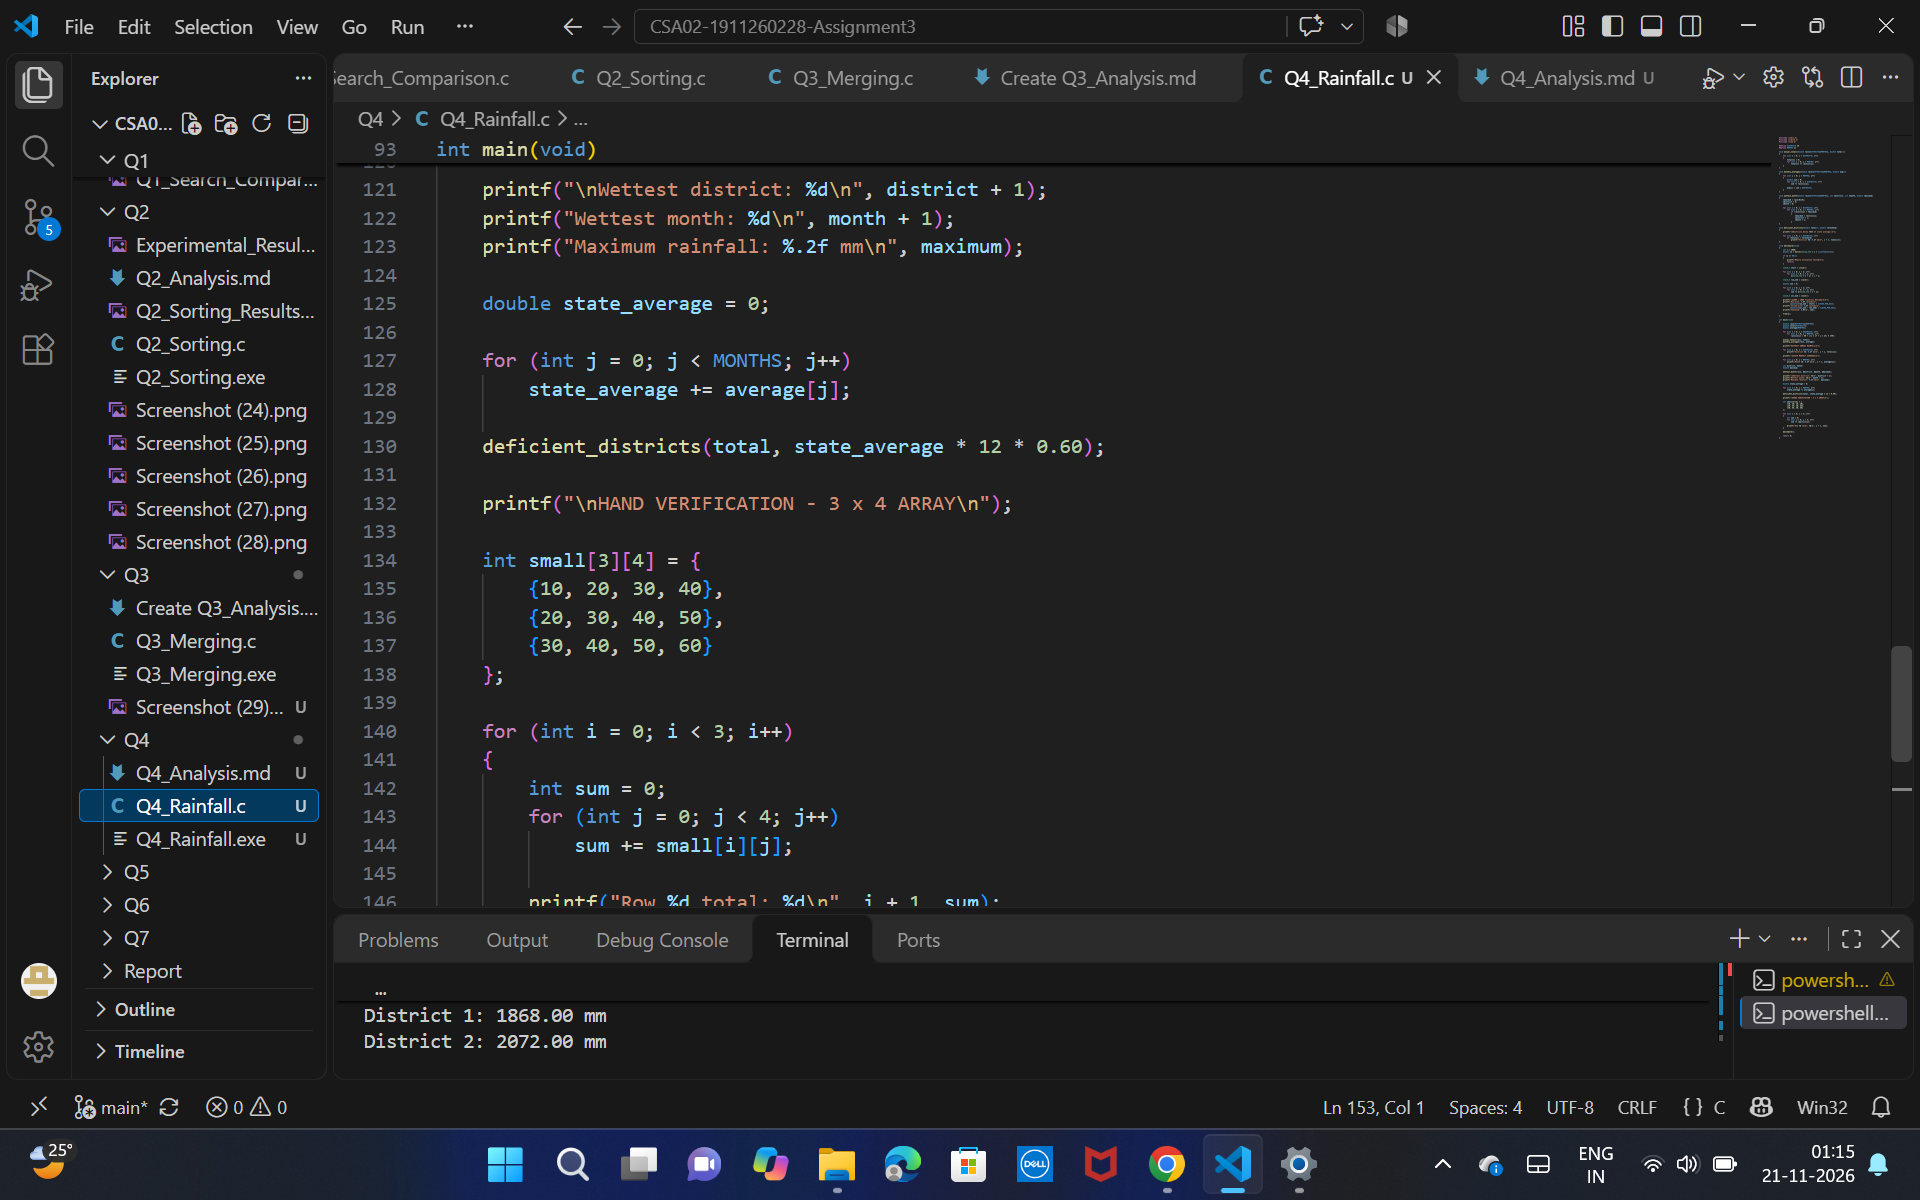 File Edit Selection View Go Run ...
CSA02-1911260228-Assignment3
Explorer
CSA0...
Q1
Q1_Search_Compar...
Q2
Experimental_Resul...
Q2_Analysis.md
Q2_Sorting_Results...
Q2_Sorting.c
Q2_Sorting.exe
Screenshot (24).png
Screenshot (25).png
Screenshot (26).png
Screenshot (27).png
Screenshot (28).png
Q3
Create Q3_Analysis....
Q3_Merging.c
Q3_Merging.exe
Screenshot (29)... U
Q4
Q4_Analysis.md U
Q4_Rainfall.c U
Q4_Rainfall.exe U
Q5
Q6
Q7
Report
Outline
Timeline
5
Search_Comparison.c Q2_Sorting.c Q3_Merging.c Create Q3_Analysis.md Q4_Rainfall.c U Q4_Analysis.md U
Q4 > C Q4_Rainfall.c > ...
93 int main(void)
121 printf("\nWettest district: %d\n", district + 1);
122 printf("Wettest month: %d\n", month + 1);
123 printf("Maximum rainfall: %.2f mm\n", maximum);
124
125 double state_average = 0;
126
127 for (int j = 0; j < MONTHS; j++)
128 state_average += average[j];
129
130 deficient_districts(total, state_average * 12 * 0.60);
131
132 printf("\nHAND VERIFICATION - 3 x 4 ARRAY\n");
133
134 int small[3][4] = {
135 {10, 20, 30, 40},
136 {20, 30, 40, 50},
137 {30, 40, 50, 60}
138 };
139
140 for (int i = 0; i < 3; i++)
141 {
142 int sum = 0;
143 for (int j = 0; j < 4; j++)
144 sum += small[i][j];
145
146 printf("Row %d total: %d\n", i + 1, sum);
Problems Output Debug Console Terminal Ports
...
District 1: 1868.00 mm
District 2: 2072.00 mm
powersh...
powershell...
main* 0 0 Ln 153, Col 1 Spaces: 4 UTF-8 CRLF {} C Win32
25°
DELL
ENG
IN
01:15
21-11-2026